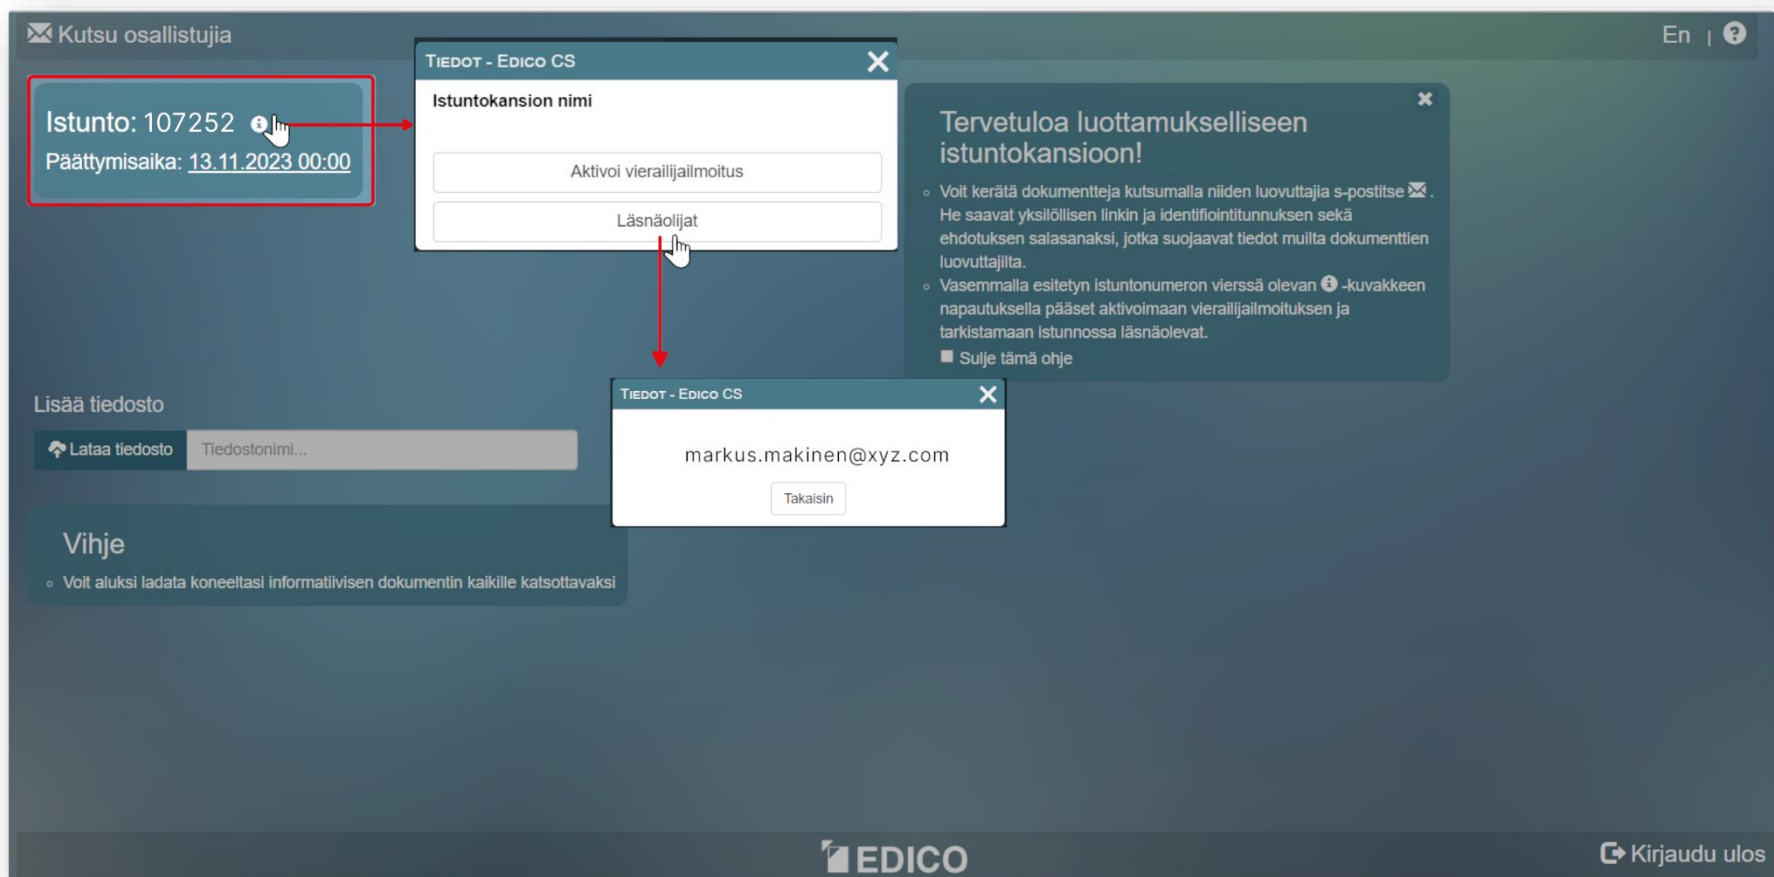 Kutsu osallistujia
En | ?
Istunto: 107252
Päättymisaika: 13.11.2023 00:00
Tiedot - Edico CS
Istuntokansion nimi
Aktivoi vierailijailmoitus
Läsnäolijat
Tervetuloa luottamukselliseen
istuntokansioon!
Voit kerätä dokumentteja kutsumalla niiden luovuttajia s-postitse .
He saavat yksilöllisen linkin ja identifiointitunnuksen sekä
ehdotuksen salasanaksi, jotka suojaavat tiedot muilta dokumenttien
luovuttajilta.
Vasemmalla esitetyn istuntonumeron vierssä olevan -kuvakkeen
napautuksella pääset aktivoimaan vierailijailmoituksen ja
tarkistamaan istunnossa läsnäolevat.
Sulje tämä ohje
Lisää tiedosto
Lataa tiedosto
Tiedostonimi...
Tiedot - Edico CS
markus.makinen@xyz.com
Takaisin
Vihje
Voit aluksi ladata koneeltasi informatiivisen dokumentin kaikille katsottavaksi
EDICO
Kirjaudu ulos